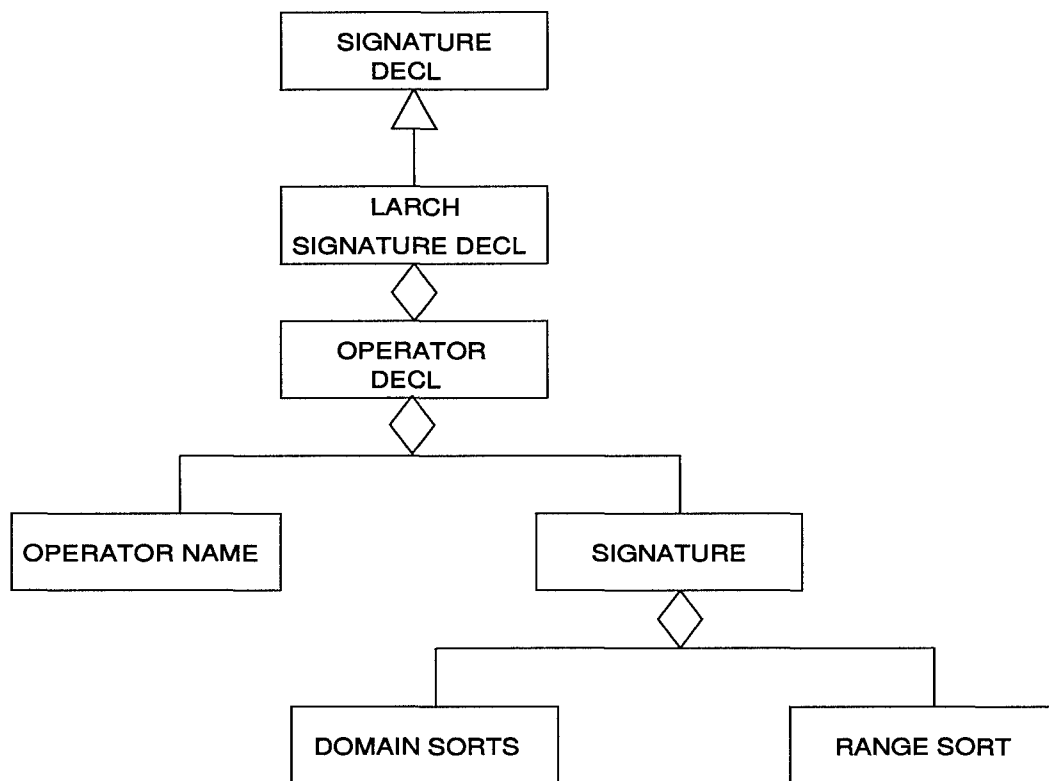 SIGNATURE
DECL
LARCH
SIGNATURE DECL
OPERATOR
DECL
OPERATOR NAME
SIGNATURE
DOMAIN SORTS
RANGE SORT